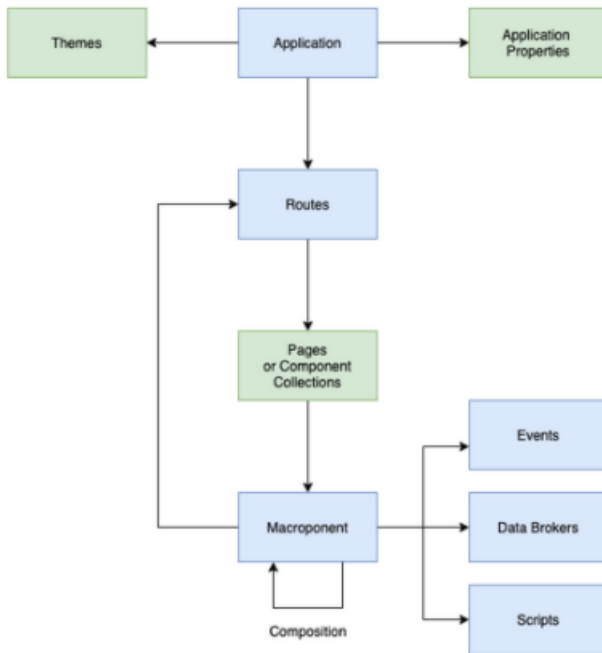 Themes
Application
Application
Properties
Routes
Pages
or Component
Collections
Events
Macroponent
Data Brokers
Scripts
Composition